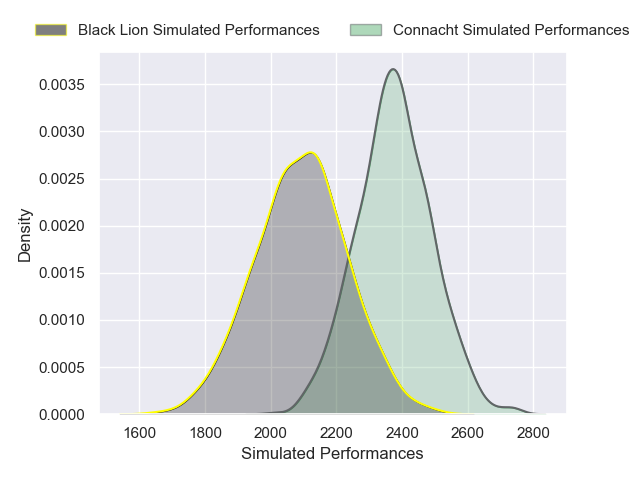 Black Lion Simulated Performances
Connacht Simulated Performances
0.0035
0.0030
0.0025
0.0020
0.0015
0.0010
0.0005
0.0000
Density
1600 1800 2000 2200 2400 2600 2800
Simulated Performances